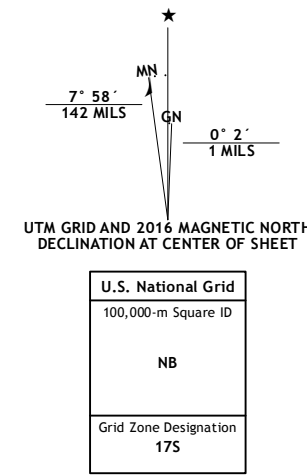 ★
MN
7° 58´
142 MILS
GN
0° 2´
1 MILS
UTM GRID AND 2016 MAGNETIC NORTH
DECLINATION AT CENTER OF SHEET
U.S. National Grid
100,000-m Square ID
NB
Grid Zone Designation
17S